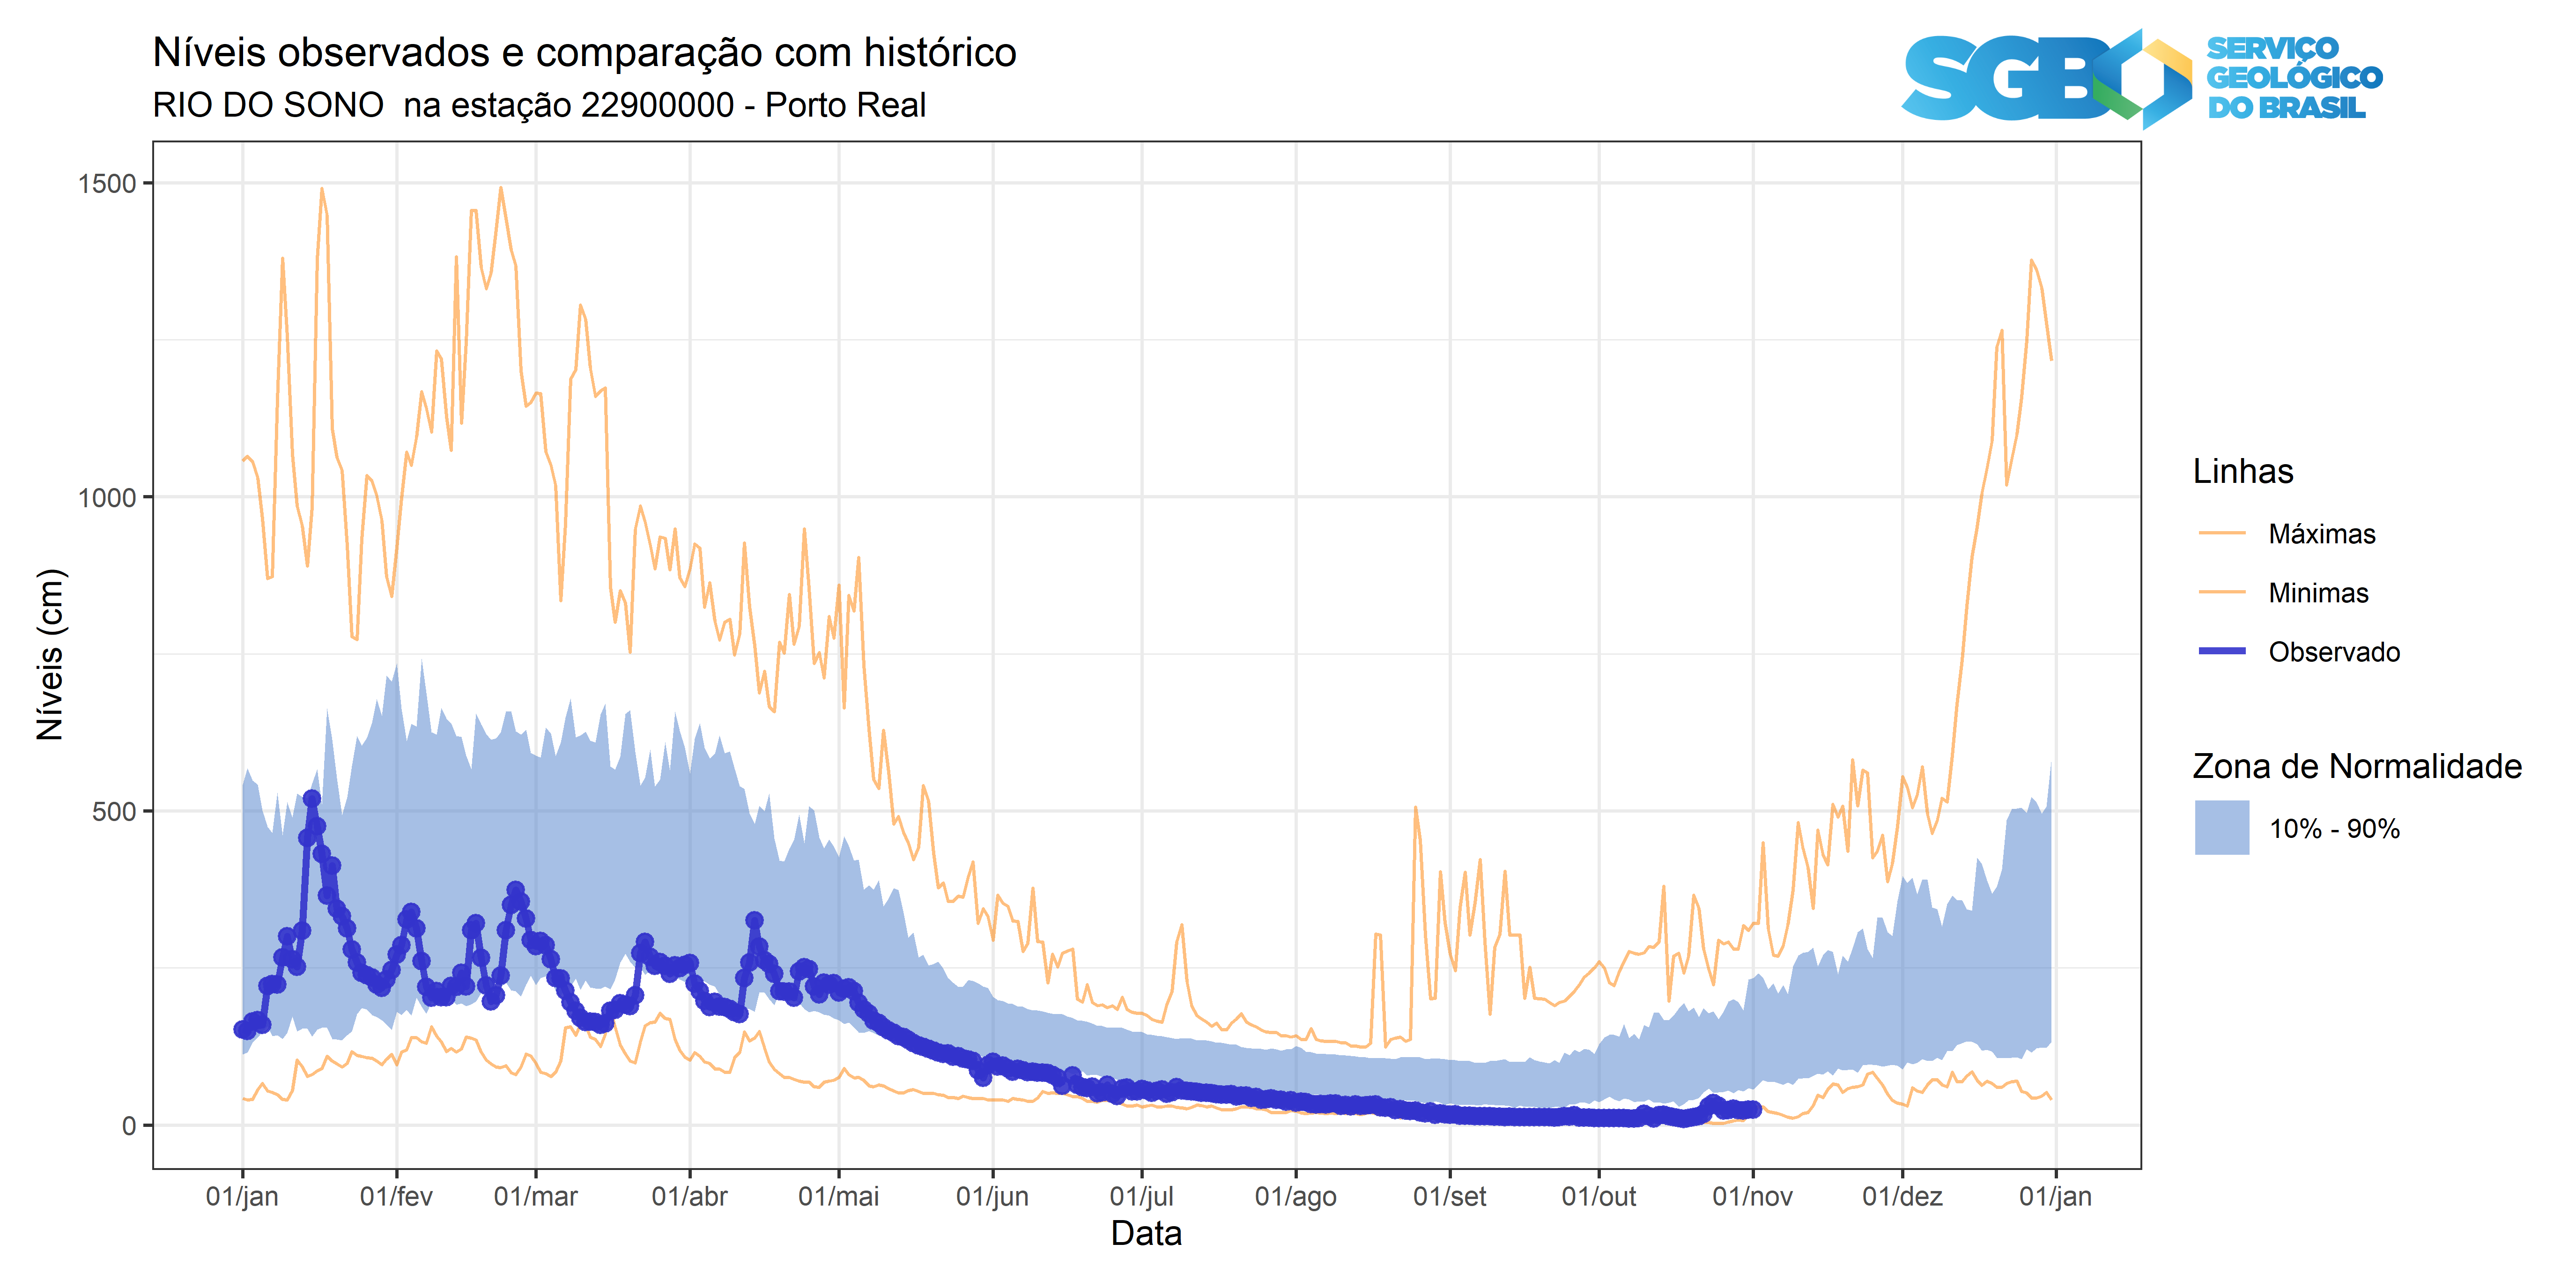 Níveis observados e comparação com histórico
RIO DO SONO  na estação 22900000 - Porto Real
SGB
SERVIÇO
GEOLÓGICO
DO BRASIL
Níveis (cm)
1500
1000
500
0
01/jan
01/fev
01/mar
01/abr
01/mai
01/jun
01/jul
01/ago
01/set
01/out
01/nov
01/dez
01/jan
Data
Linhas
Máximas
Minimas
Observado
Zona de Normalidade
10% - 90%